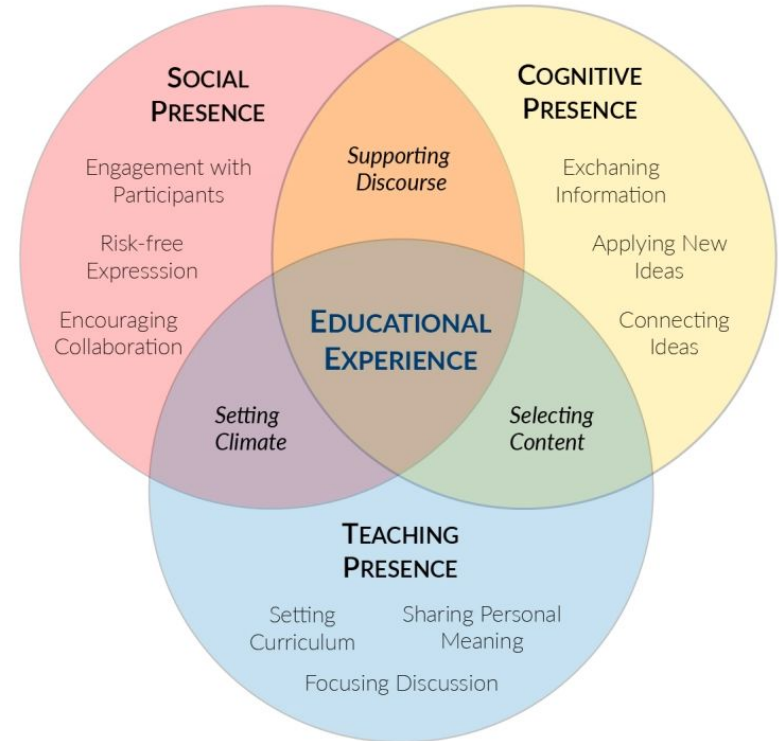 SOCIAL
PRESENCE
Engagement with
Participants
Risk-free
Expresssion
Encouraging
Collaboration
Supporting
Discourse
COGNITIVE
PRESENCE
Exchaning
Information
Applying New
Ideas
Connecting
Ideas
EDUCATIONAL
EXPERIENCE
Setting
Climate
Selecting
Content
TEACHING
PRESENCE
Setting
Curriculum
Sharing Personal
Meaning
Focusing Discussion